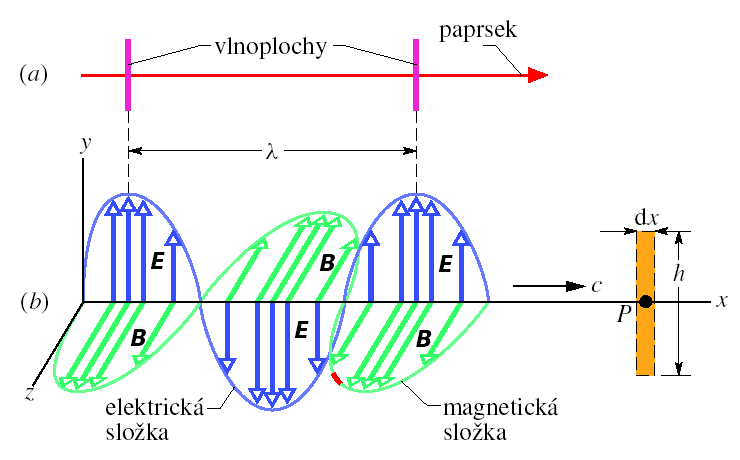 vlnoplochy
paprsek
(a)
λ
y
dx
E
B
E
h
(b)
c
x
B
E
B
P
z
elektrická
složka
magnetická
složka